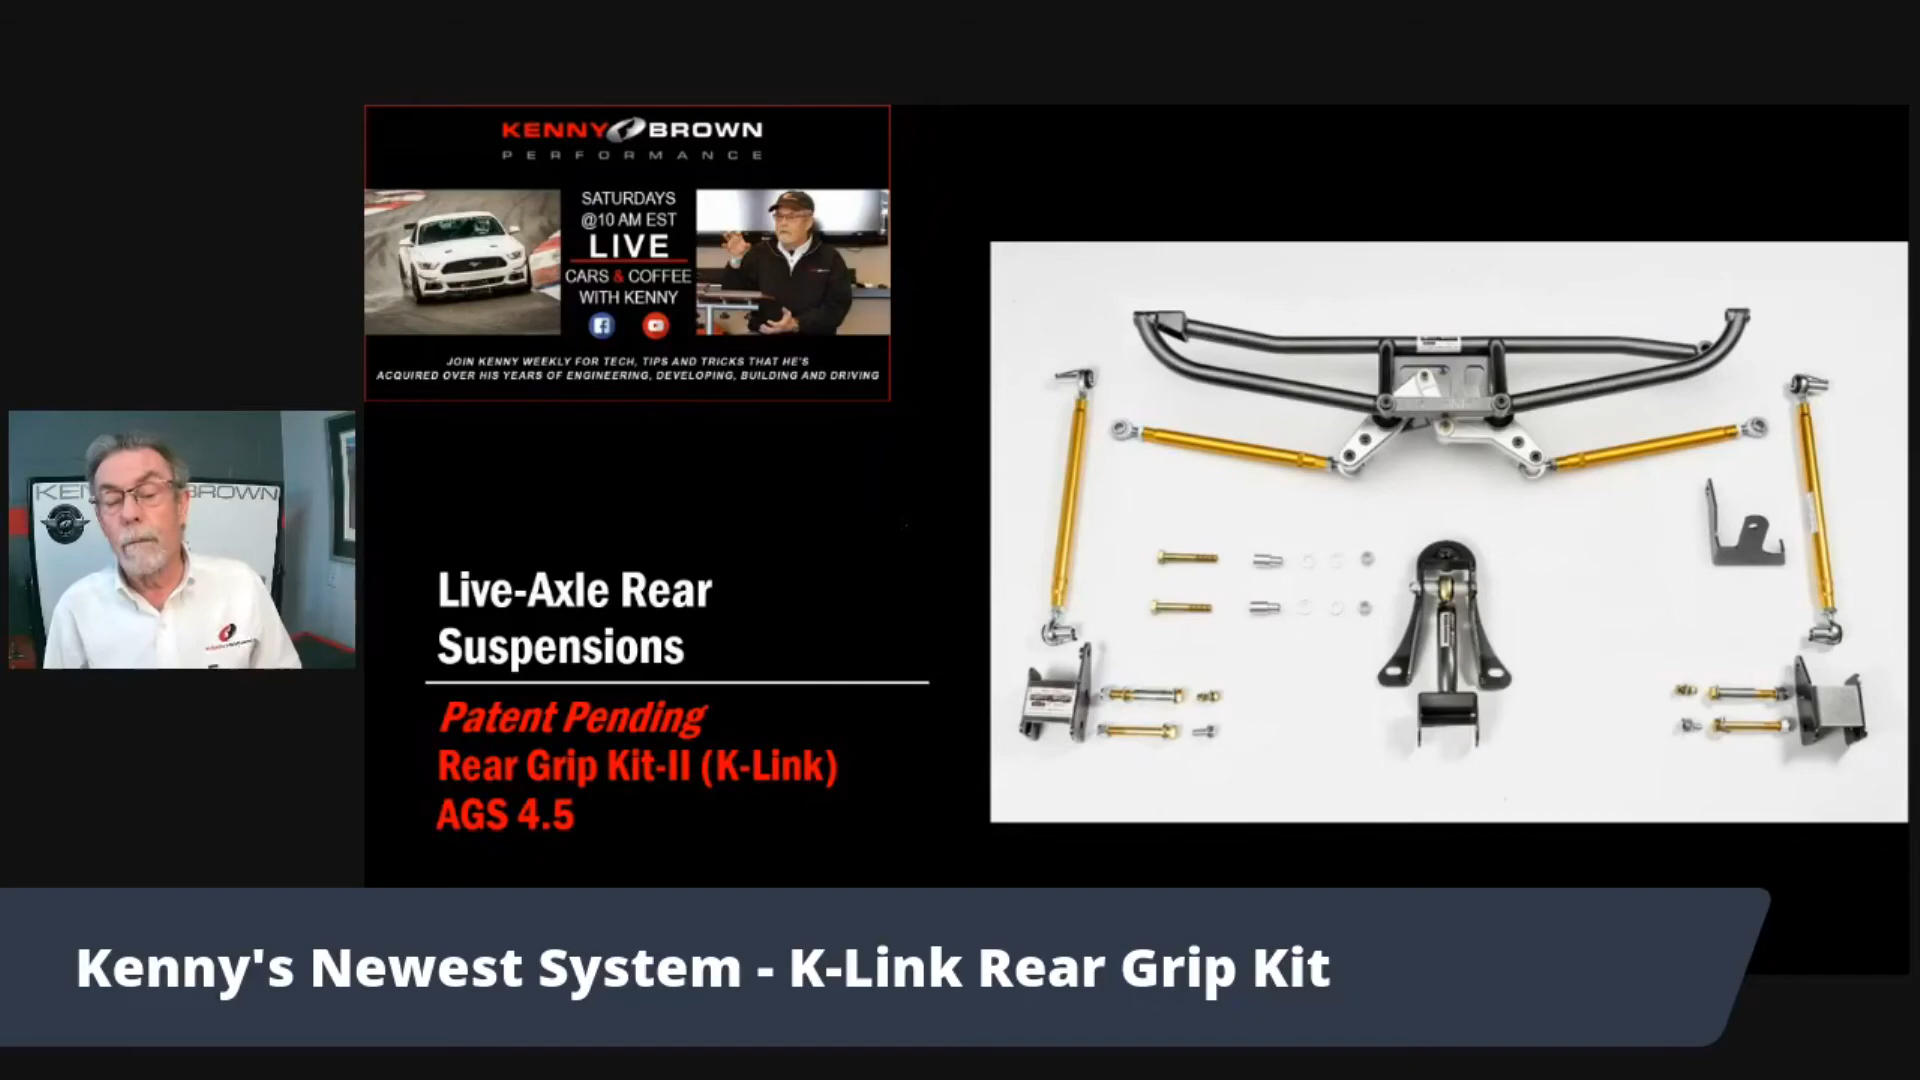 KENNY BROWN
PERFORMANCE
SATURDAYS
@10 AM EST
LIVE
CARS & COFFEE
WITH KENNY
JOIN KENNY WEEKLY FOR TECH, TIPS AND TRICKS THAT HE'S
ACQUIRED OVER HIS YEARS OF ENGINEERING, DEVELOPING, BUILDING AND DRIVING
BROWN
Live-Axle Rear
Suspensions
Patent Pending
Rear Grip Kit-II (K-Link)
AGS 4.5
Kenny's Newest System - K-Link Rear Grip Kit